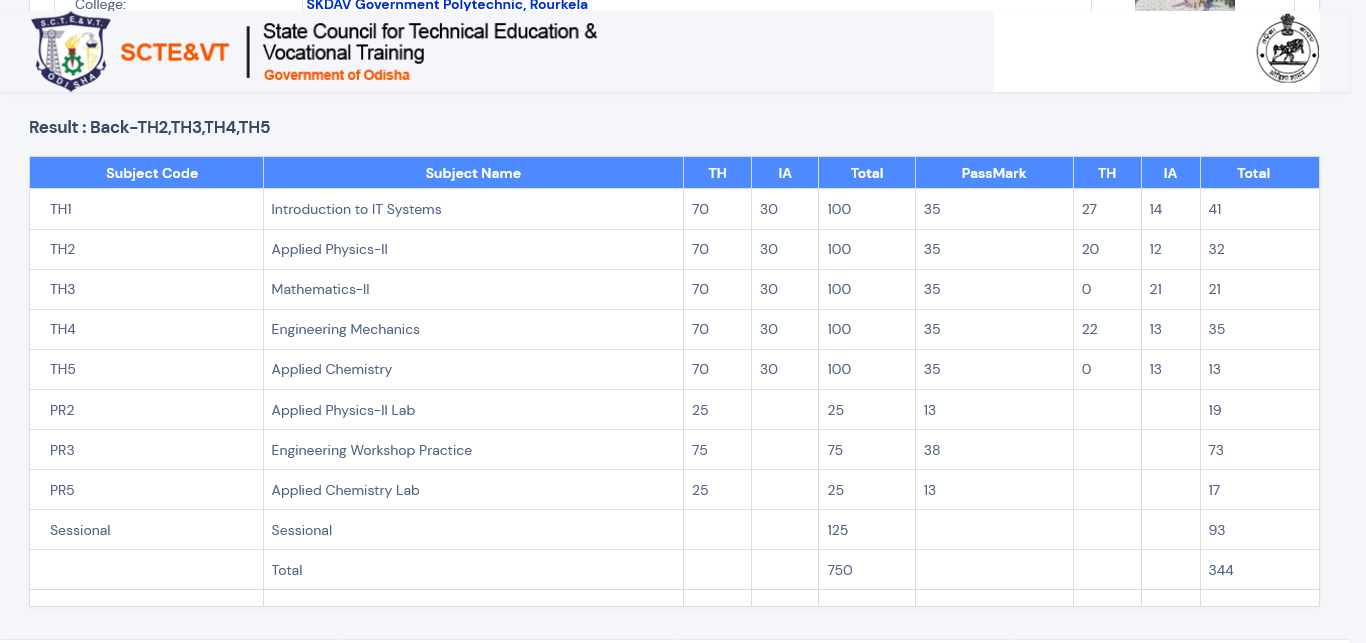 College: SKDAV Government Polytechnic, Rourkela
S.C.T.E.&V.T.
ODISHA
SCTE&VT
State Council for Technical Education &
Vocational Training
Government of Odisha
Result : Back-TH2,TH3,TH4,TH5
Subject Code Subject Name TH IA Total PassMark TH IA Total
TH1 Introduction to IT Systems 70 30 100 35 27 14 41
TH2 Applied Physics-II 70 30 100 35 20 12 32
TH3 Mathematics-II 70 30 100 35 0 21 21
TH4 Engineering Mechanics 70 30 100 35 22 13 35
TH5 Applied Chemistry 70 30 100 35 0 13 13
PR2 Applied Physics-II Lab 25 25 13 19
PR3 Engineering Workshop Practice 75 75 38 73
PR5 Applied Chemistry Lab 25 25 13 17
Sessional Sessional 125 93
Total 750 344